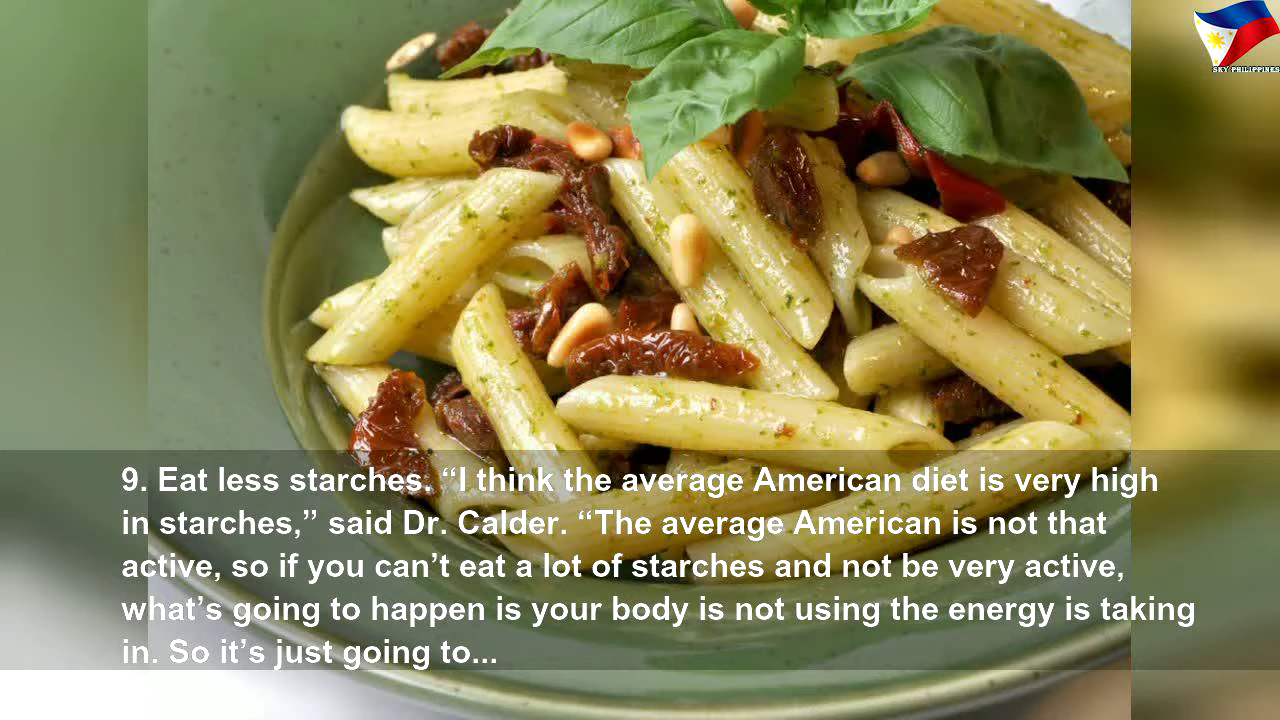 SKY PHILIPPINES
9. Eat less starches. “I think the average American diet is very high
in starches,” said Dr. Calder. “The average American is not that
active, so if you can’t eat a lot of starches and not be very active,
what’s going to happen is your body is not using the energy is taking
in. So it’s just going to...